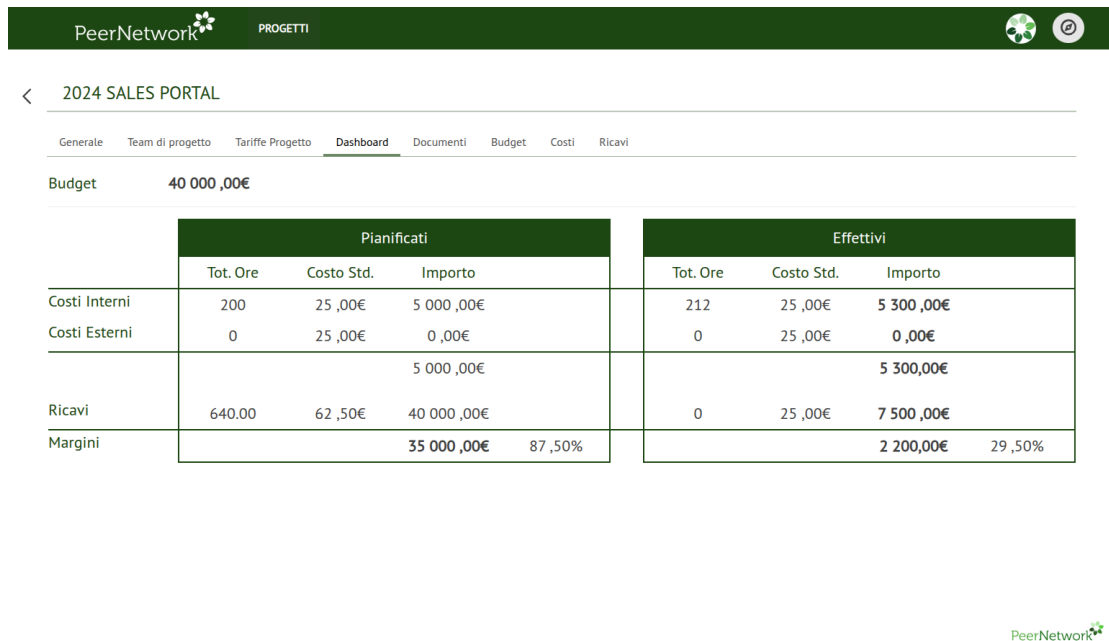 PeerNetwork PROGETTI
2024 SALES PORTAL
Generale Team di progetto Tariffe Progetto Dashboard Documenti Budget Costi Ricavi
Budget 40 000 ,00€
Pianificati Effettivi
Tot. Ore Costo Std. Importo Tot. Ore Costo Std. Importo
Costi Interni 200 25 ,00€ 5 000 ,00€ 212 25 ,00€ 5 300 ,00€
Costi Esterni 0 25 ,00€ 0 ,00€ 0 25 ,00€ 0 ,00€
5 000 ,00€ 5 300,00€
Ricavi 640.00 62 ,50€ 40 000 ,00€ 0 25 ,00€ 7 500 ,00€
Margini 35 000 ,00€ 87 ,50% 2 200,00€ 29 ,50%
PeerNetwork